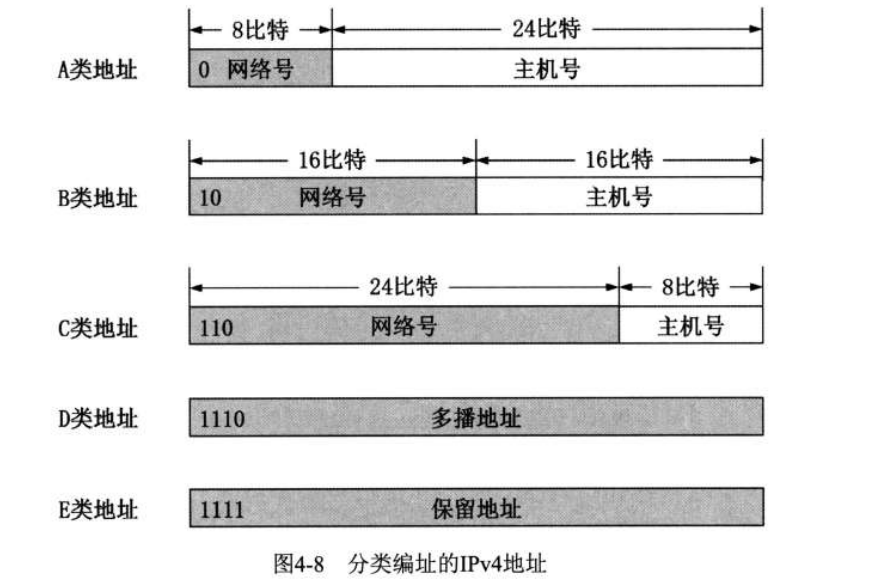 8比特 24比特
A类地址 0 网络号 主机号
16比特 16比特
B类地址 10 网络号 主机号
24比特 8比特
C类地址 110 网络号 主机号
D类地址 1110 多播地址
E类地址 1111 保留地址
图4-8 分类编址的IPv4地址